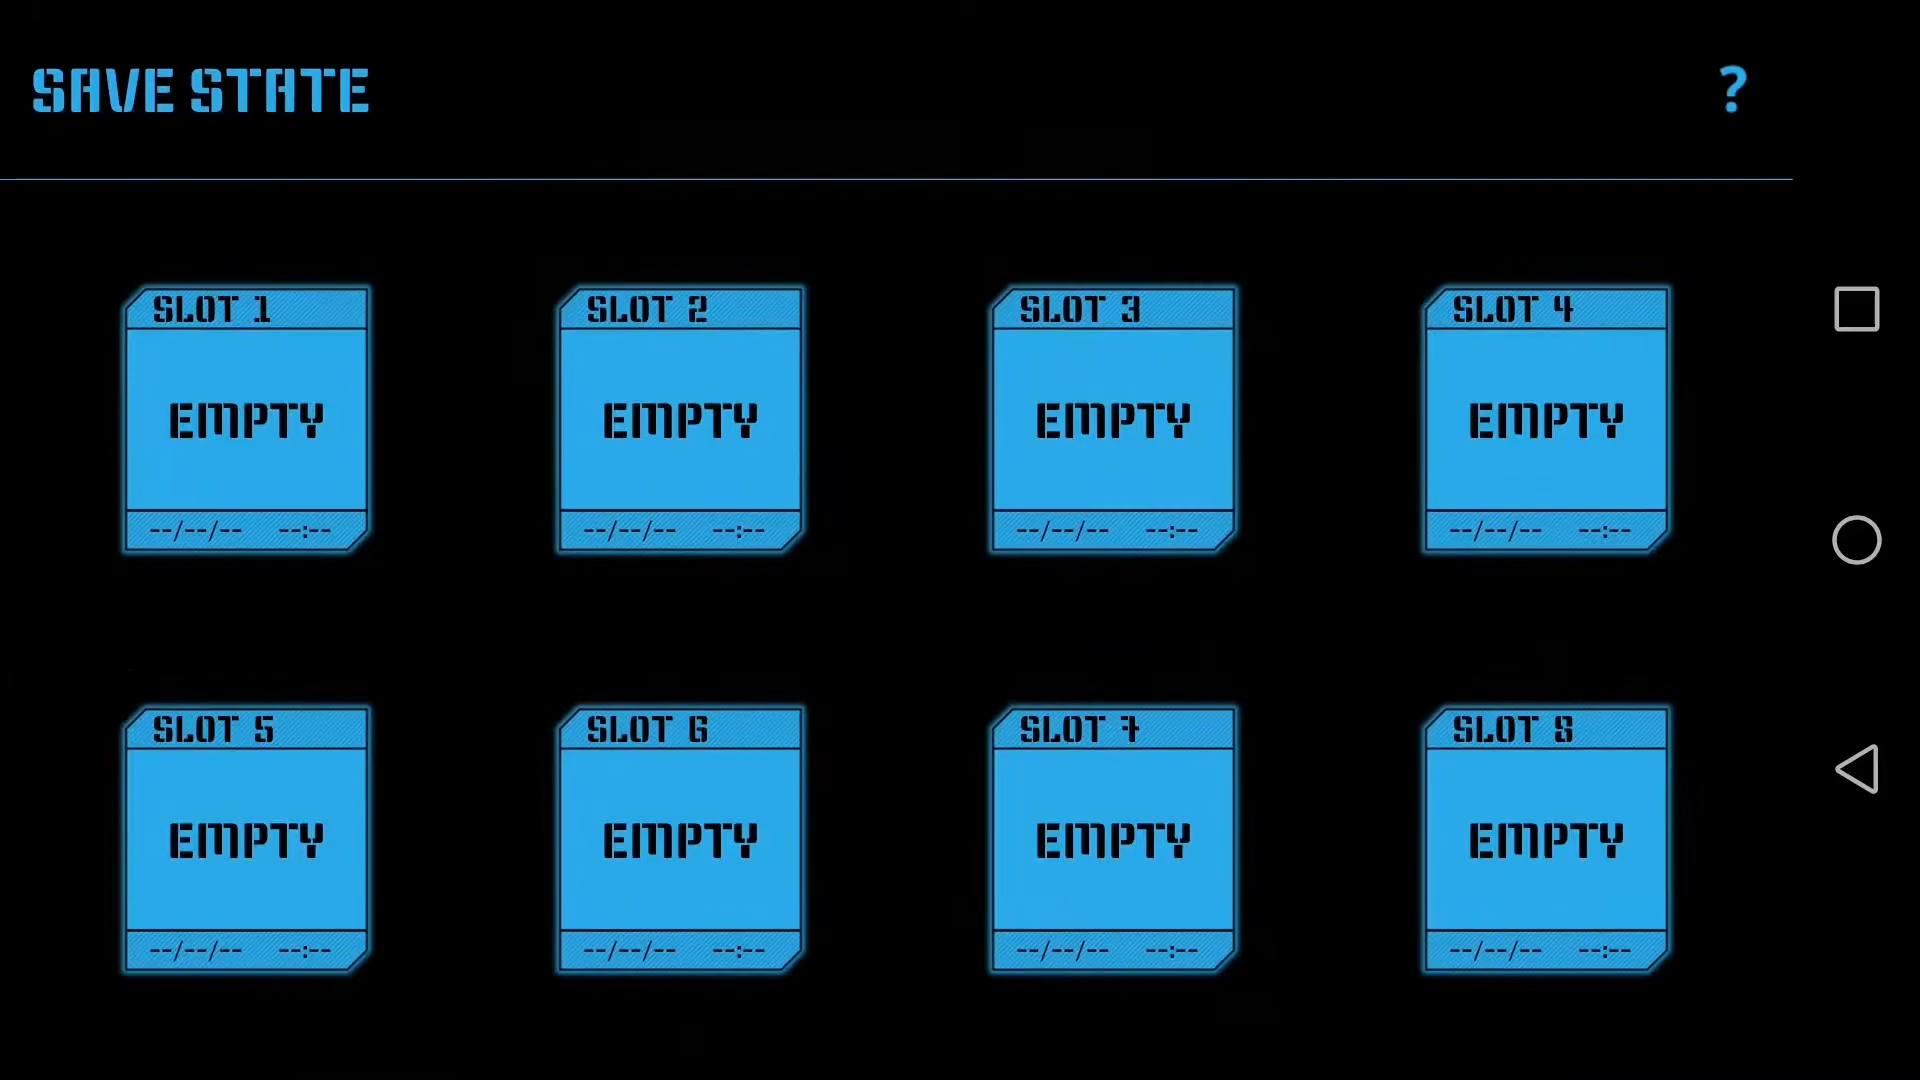 SAVE STATE ?
SLOT 1 SLOT 2 SLOT 3 SLOT 4
EMPTY EMPTY EMPTY EMPTY
--/--/-- --:-- --/--/-- --:-- --/--/-- --:-- --/--/-- --:--
SLOT 5 SLOT 6 SLOT 7 SLOT 8
EMPTY EMPTY EMPTY EMPTY
--/--/-- --:-- --/--/-- --:-- --/--/-- --:-- --/--/-- --:--